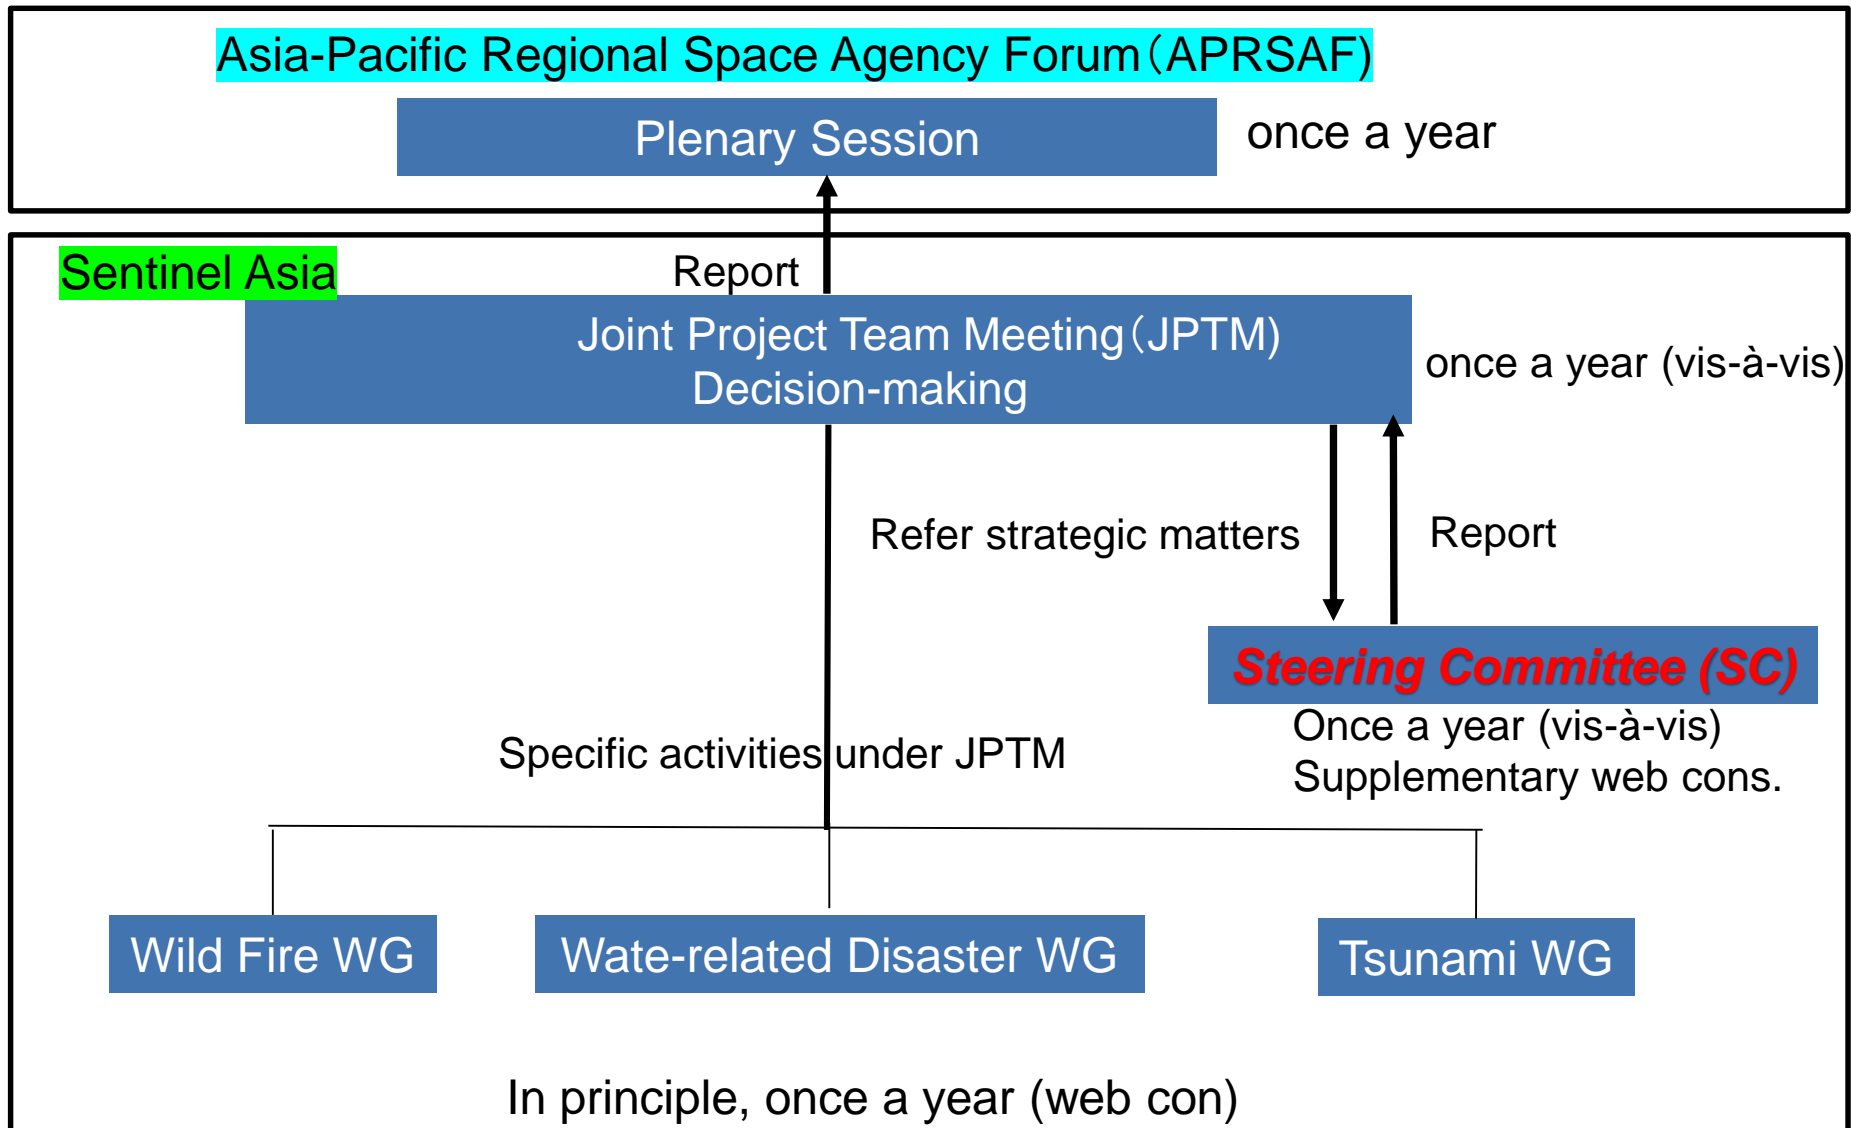 Asia-Pacific Regional Space Agency Forum（APRSAF)
Plenary Session
once a year
Sentinel Asia
Report
Joint Project Team Meeting（JPTM)
Decision-making
once a year (vis-à-vis)
Refer strategic matters
Report
Steering Committee (SC)
Once a year (vis-à-vis)
Supplementary web cons.
Specific activities under JPTM
Wild Fire WG
Wate-related Disaster WG
Tsunami WG
In principle, once a year (web con)